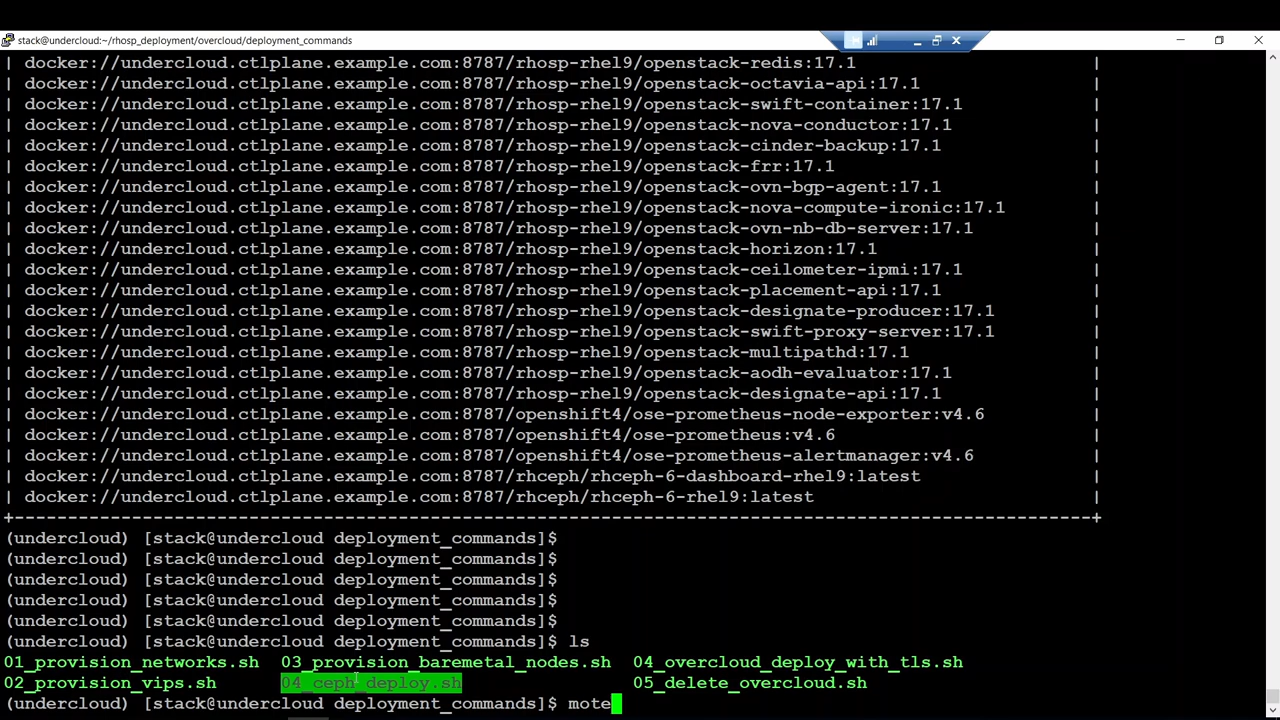 stack@undercloud:~/rhosp_deployment/overcloud/deployment_commands
| docker://undercloud.ctlplane.example.com:8787/rhosp-rhel9/openstack-redis:17.1 |
| docker://undercloud.ctlplane.example.com:8787/rhosp-rhel9/openstack-octavia-api:17.1 |
| docker://undercloud.ctlplane.example.com:8787/rhosp-rhel9/openstack-swift-container:17.1 |
| docker://undercloud.ctlplane.example.com:8787/rhosp-rhel9/openstack-nova-conductor:17.1 |
| docker://undercloud.ctlplane.example.com:8787/rhosp-rhel9/openstack-cinder-backup:17.1 |
| docker://undercloud.ctlplane.example.com:8787/rhosp-rhel9/openstack-frr:17.1 |
| docker://undercloud.ctlplane.example.com:8787/rhosp-rhel9/openstack-ovn-bgp-agent:17.1 |
| docker://undercloud.ctlplane.example.com:8787/rhosp-rhel9/openstack-nova-compute-ironic:17.1 |
| docker://undercloud.ctlplane.example.com:8787/rhosp-rhel9/openstack-ovn-nb-db-server:17.1 |
| docker://undercloud.ctlplane.example.com:8787/rhosp-rhel9/openstack-horizon:17.1 |
| docker://undercloud.ctlplane.example.com:8787/rhosp-rhel9/openstack-ceilometer-ipmi:17.1 |
| docker://undercloud.ctlplane.example.com:8787/rhosp-rhel9/openstack-placement-api:17.1 |
| docker://undercloud.ctlplane.example.com:8787/rhosp-rhel9/openstack-designate-producer:17.1 |
| docker://undercloud.ctlplane.example.com:8787/rhosp-rhel9/openstack-swift-proxy-server:17.1 |
| docker://undercloud.ctlplane.example.com:8787/rhosp-rhel9/openstack-multipathd:17.1 |
| docker://undercloud.ctlplane.example.com:8787/rhosp-rhel9/openstack-aodh-evaluator:17.1 |
| docker://undercloud.ctlplane.example.com:8787/rhosp-rhel9/openstack-designate-api:17.1 |
| docker://undercloud.ctlplane.example.com:8787/openshift4/ose-prometheus-node-exporter:v4.6 |
| docker://undercloud.ctlplane.example.com:8787/openshift4/ose-prometheus:v4.6 |
| docker://undercloud.ctlplane.example.com:8787/openshift4/ose-prometheus-alertmanager:v4.6 |
| docker://undercloud.ctlplane.example.com:8787/rhceph/rhceph-6-dashboard-rhel9:latest |
| docker://undercloud.ctlplane.example.com:8787/rhceph/rhceph-6-rhel9:latest |
+------------------------------------------------------------------------------------------------------+
(undercloud) [stack@undercloud deployment_commands]$
(undercloud) [stack@undercloud deployment_commands]$
(undercloud) [stack@undercloud deployment_commands]$
(undercloud) [stack@undercloud deployment_commands]$
(undercloud) [stack@undercloud deployment_commands]$
(undercloud) [stack@undercloud deployment_commands]$ ls
01_provision_networks.sh 03_provision_baremetal_nodes.sh 04_overcloud_deploy_with_tls.sh
02_provision_vips.sh 04_ceph_deploy.sh 05_delete_overcloud.sh
(undercloud) [stack@undercloud deployment_commands]$ mote